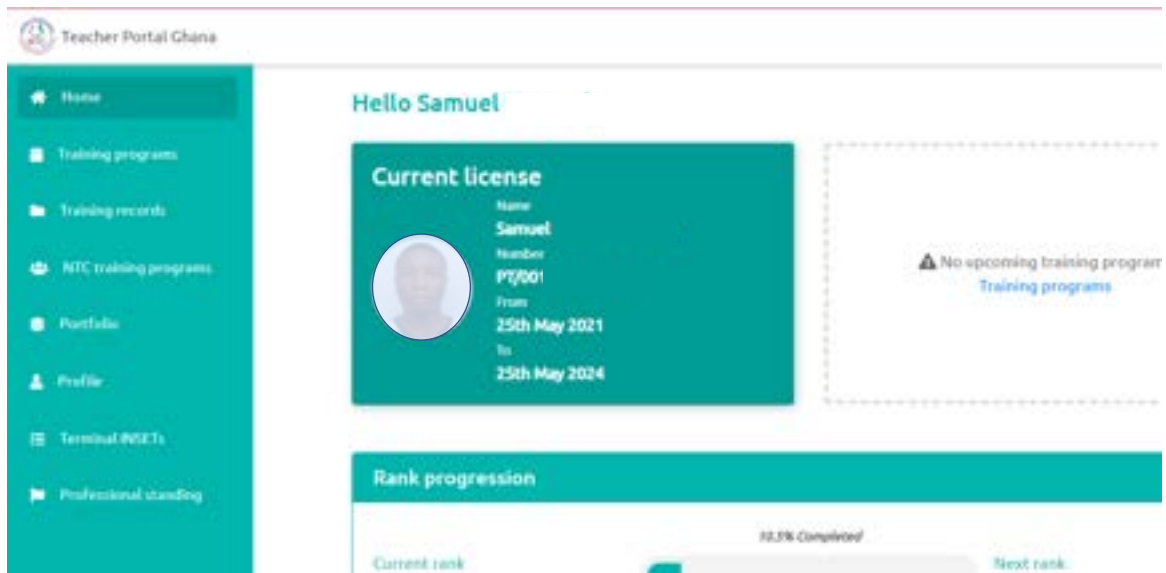 Teacher Portal Ghana
Home
Training programs
Training records
NTC training programs
Portfolio
Profile
Terminal INSETs
Professional standing
Hello Samuel
Current license
Name
Samuel
Number
PT/001
From
25th May 2021
To
25th May 2024
No upcoming training program
Training programs
Rank progression
10.5% Completed
Current rank
Next rank